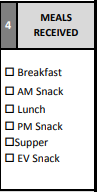 4
MEALS
RECEIVED
☐ Breakfast
☐ AM Snack
☐ Lunch
☐ PM Snack
☐Supper
☐ EV Snack